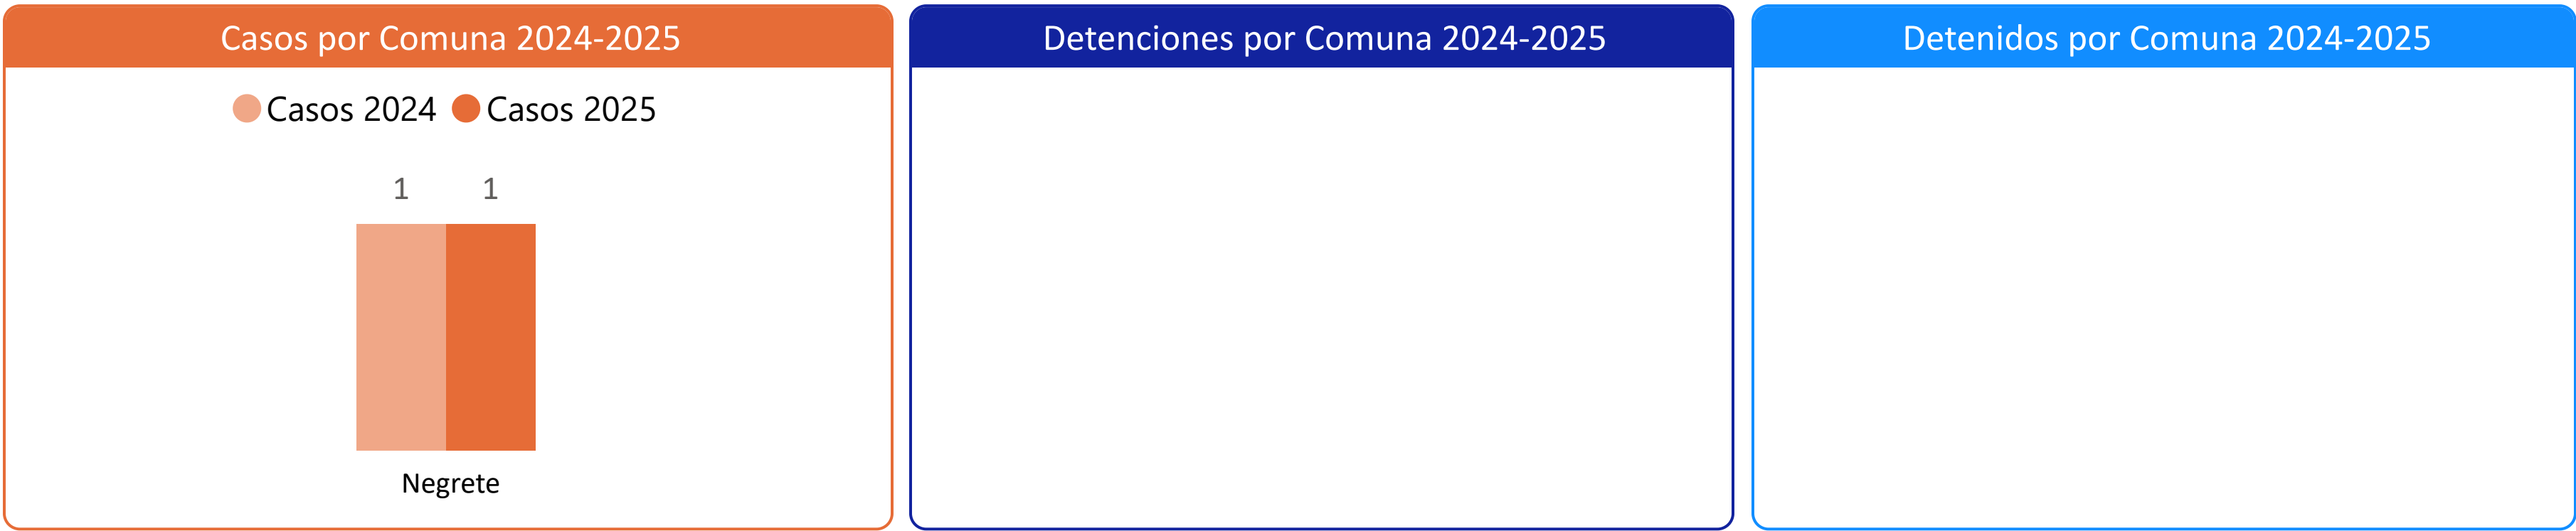 Casos por Comuna 2024-2025
Casos 2024 Casos 2025
1 1
Negrete
Detenciones por Comuna 2024-2025
Detenidos por Comuna 2024-2025